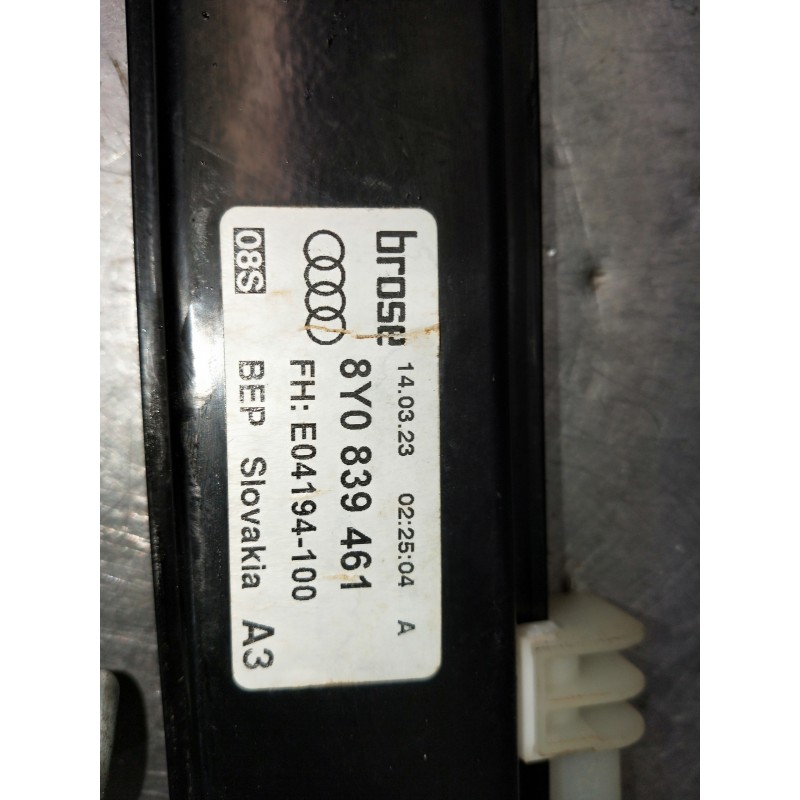 brose 14.03.23 02:25:04 A
8Y0 839 461
FH: E04194-100
08S BEP Slovakia A3